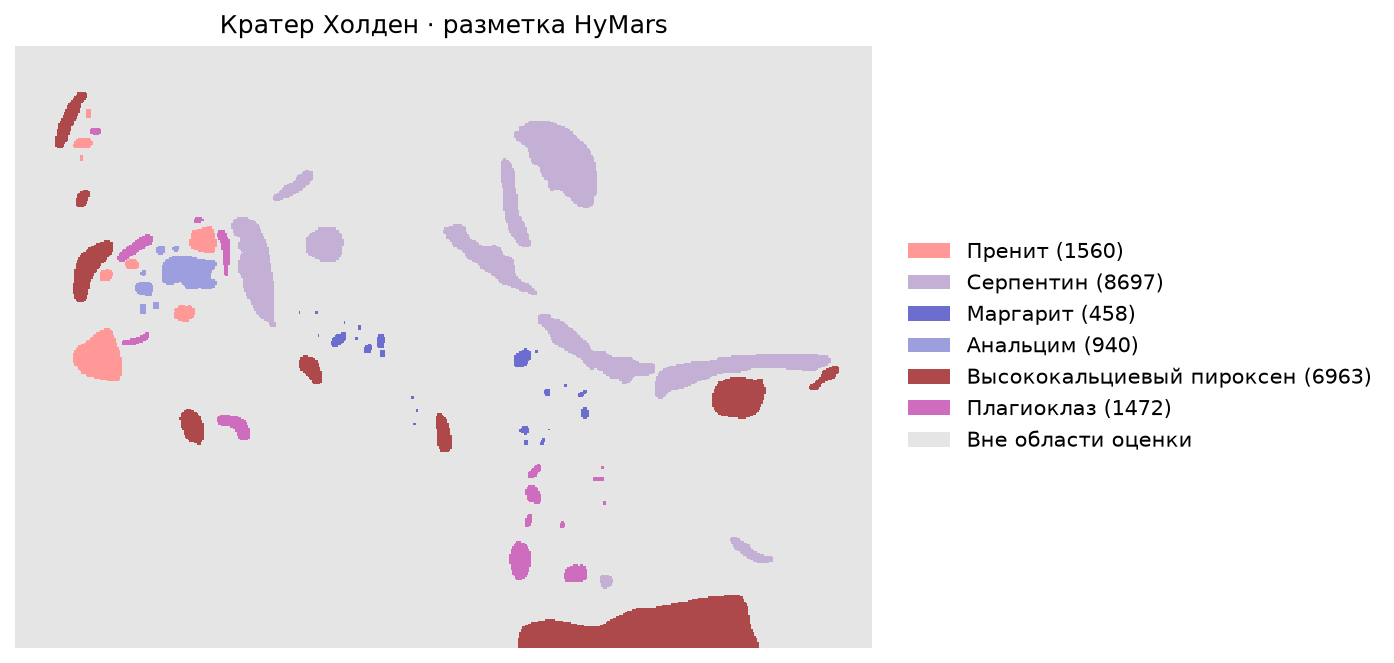 Кратер Холден · разметка HyMars
Пренит (1560)
Серпентин (8697)
Маргарит (458)
Анальцим (940)
Высококальциевый пироксен (6963)
Плагиоклаз (1472)
Вне области оценки